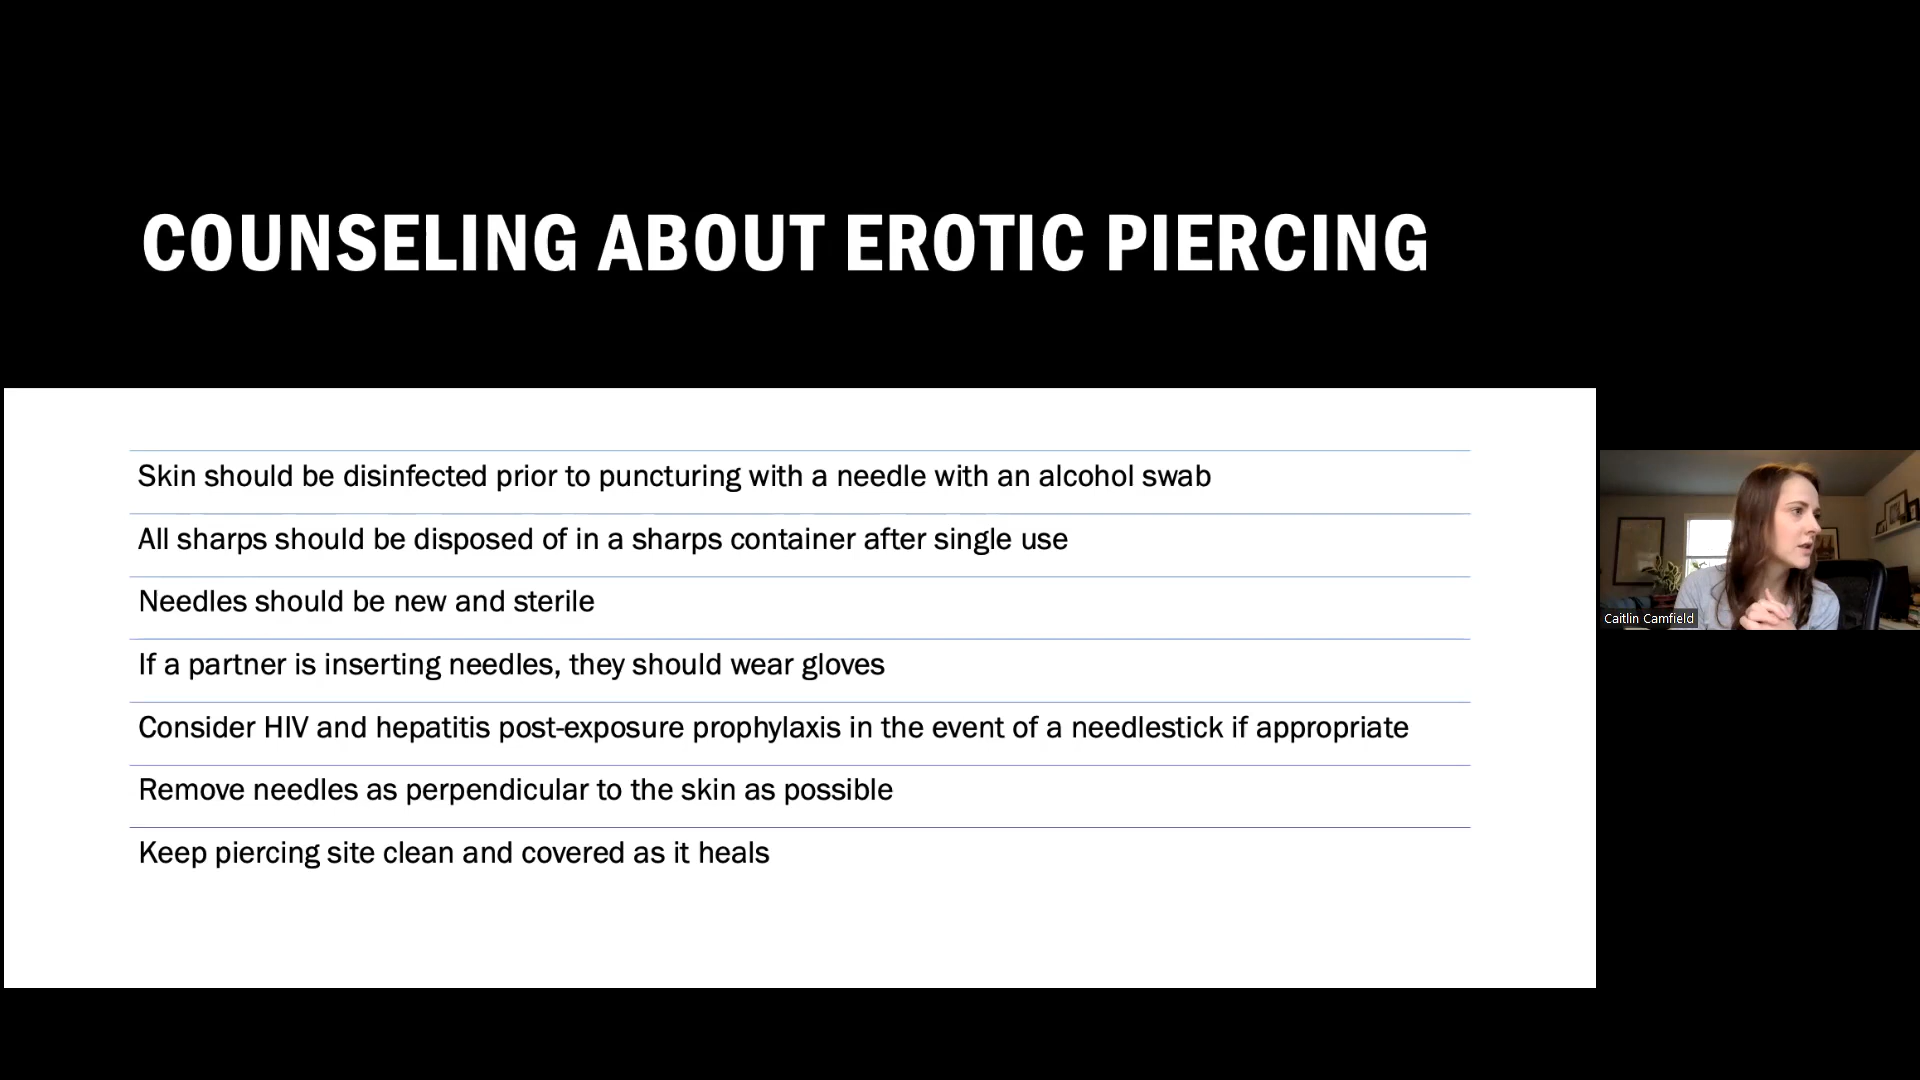 COUNSELING ABOUT EROTIC PIERCING
Skin should be disinfected prior to puncturing with a needle with an alcohol swab
All sharps should be disposed of in a sharps container after single use
Needles should be new and sterile
If a partner is inserting needles, they should wear gloves
Consider HIV and hepatitis post-exposure prophylaxis in the event of a needlestick if appropriate
Remove needles as perpendicular to the skin as possible
Keep piercing site clean and covered as it heals
Caitlin Camfield